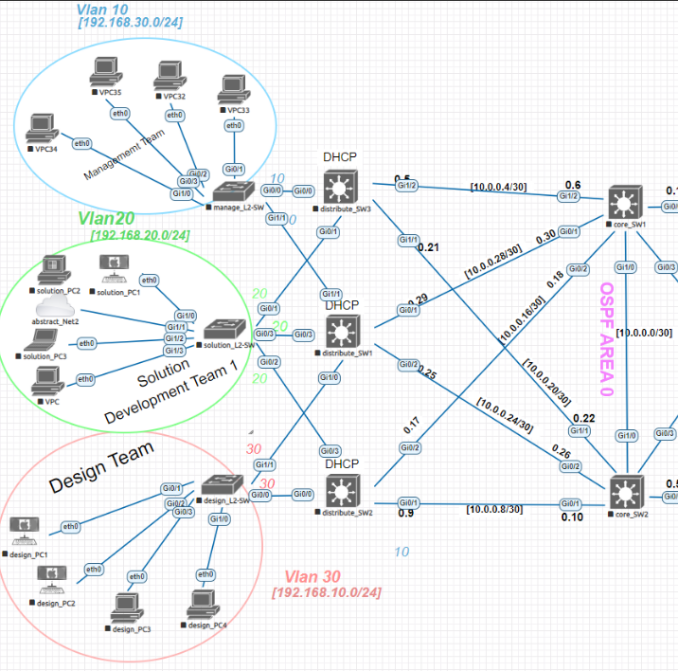 Vlan 10
[192.168.30.0/24]
VPC35
VPC32
VPC33
VPC34
eth0
eth0
eth0
eth0
Managememt Team
Gi0/2
Gi0/3
Gi1/0
Gi0/1
manage_L2-SW
10
Gi0/0
Gi0/0
Gi1/1
DHCP
distribute_SW3
Gi0/1
Gi1/2
[10.0.0.4/30]
0.6
Gi1/2
core_SW1
Gi1/1
0.21
Vlan20
[192.168.20.0/24]
solution_PC2
solution_PC1
eth0
abstract_Net2
solution_PC3
eth0
VPC
eth0
Gi1/0
Gi1/1
Gi1/2
Gi1/3
solution_L2-SW
Solution
Development Team 1
20
20
20
Gi0/1
Gi0/3
Gi0/3
Gi0/2
Gi1/1
DHCP
distribute_SW1
Gi1/0
Gi0/1
0.29
[10.0.0.28/30]
0.30
Gi0/1
0.18
Gi0/2
[10.0.0.16/30]
Gi0/2
0.25
[10.0.0.24/30]
[10.0.0.20/30]
0.22
Gi1/1
0.26
Gi0/2
OSPF AREA 0
Gi1/0
Gi0/3
[10.0.0.0/30]
Gi1/0
Gi0/3
core_SW2
Design Team
30
30
Gi1/1
Gi0/0
Gi0/0
Gi0/3
DHCP
distribute_SW2
0.17
Gi0/2
Gi0/1
0.9
[10.0.0.8/30]
Gi0/1
0.10
10
design_L2-SW
Gi0/1
Gi0/2
Gi0/3
Gi1/0
eth0
design_PC1
eth0
design_PC2
eth0
design_PC3
eth0
design_PC4
Vlan 30
[192.168.10.0/24]